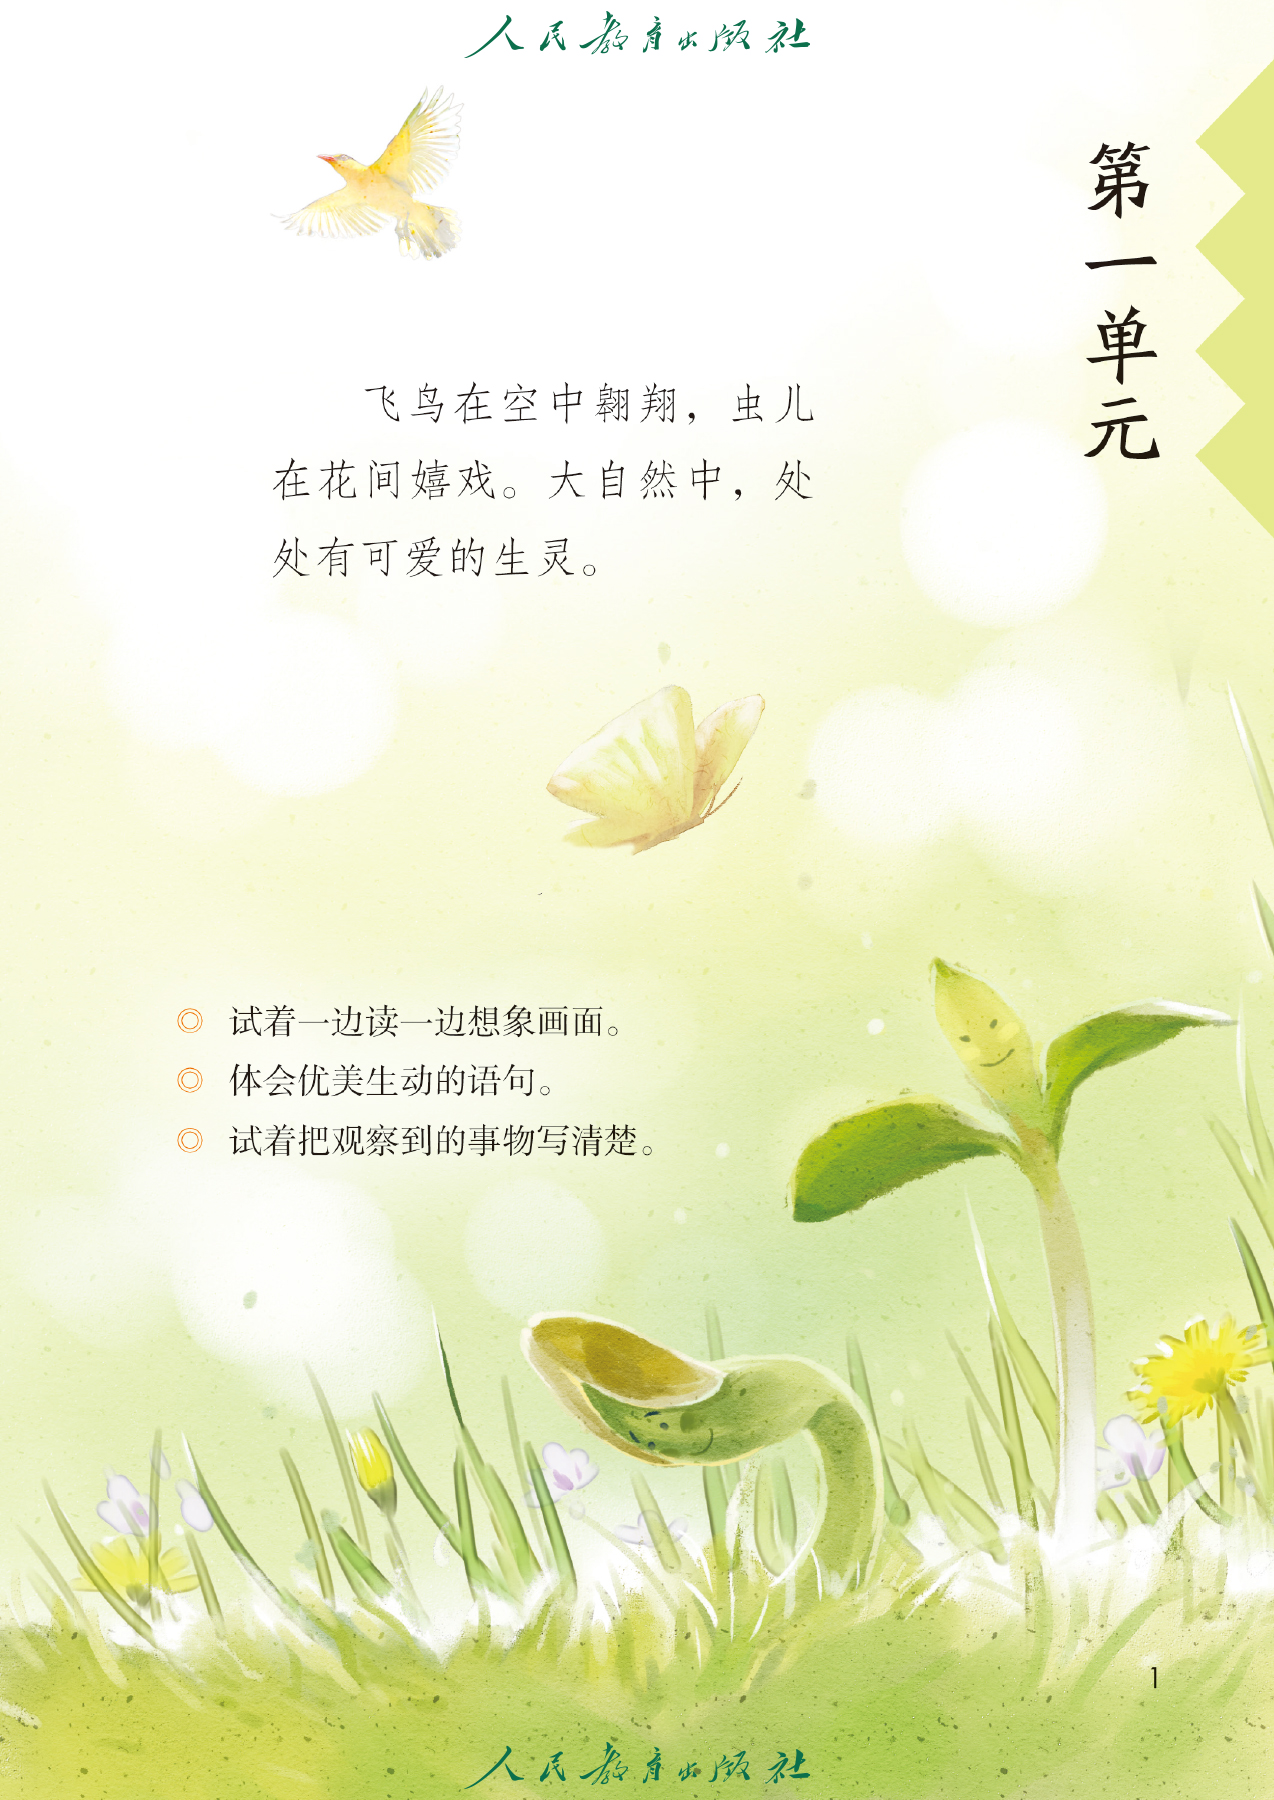 人民教育出版社
第一单元
飞鸟在空中翱翔，虫儿
在花间嬉戏。大自然中，处
处有可爱的生灵。
◎ 试着一边读一边想象画面。
◎ 体会优美生动的语句。
◎ 试着把观察到的事物写清楚。
1
人民教育出版社